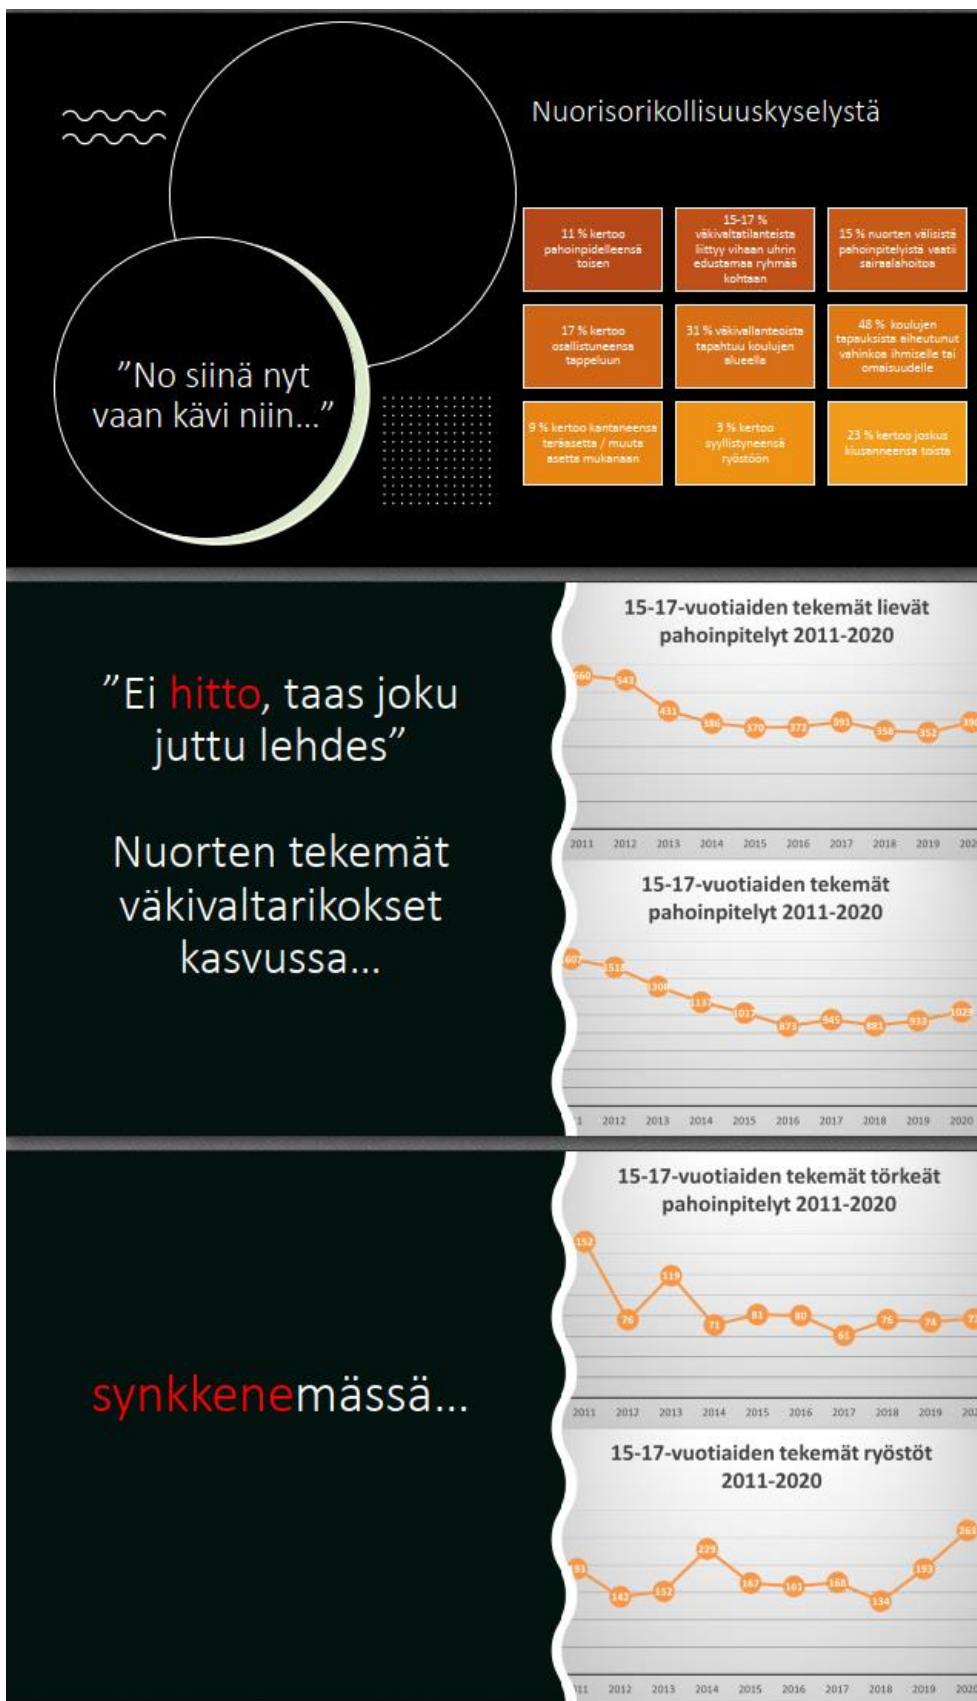 Nuorisorikollisuuskyselystä
"No siinä nyt
vaan kävi niin..."
11 % kertoo
pahoinpidelleensä
toisen
15-17 %
väkivaltatilanteista
liittyy vihaan uhrin
edustamaa ryhmää
kohtaan
15 % nuorten välisistä
pahoinpitelyistä vaatii
sairaalahoitoa
17 % kertoo
osallistuneensa
tappeluun
31 % väkivallanteoista
tapahtuu koulujen
alueella
48 % koulujen
tapauksista aiheutunut
vahinkoa ihmiselle tai
omaisuudelle
9 % kertoo kantaneensa
teräasetta / muuta
asetta mukanaan
3 % kertoo
syyllistyneensä
ryöstöön
23 % kertoo joskus
kiusanneensa toista
"Ei hitto, taas joku
juttu lehdes"
Nuorten tekemät
väkivaltarikokset
kasvussa...
15-17-vuotiaiden tekemät lievät
pahoinpitelyt 2011-2020
560 543 431 386 370 372 391 358 352
2011 2012 2013 2014 2015 2016 2017 2018 2019
15-17-vuotiaiden tekemät
pahoinpitelyt 2011-2020
1518 1308 1137 1017 873 945 881 933 1029
2012 2013 2014 2015 2016 2017 2018 2019 2020
synkkenemässä...
15-17-vuotiaiden tekemät törkeät
pahoinpitelyt 2011-2020
152 76 119 71 81 80 61 76 74 77
2011 2012 2013 2014 2015 2016 2017 2018 2019
15-17-vuotiaiden tekemät ryöstöt
2011-2020
142 152 229 167 161 168 134 193 263
2012 2013 2014 2015 2016 2017 2018 2019 2020